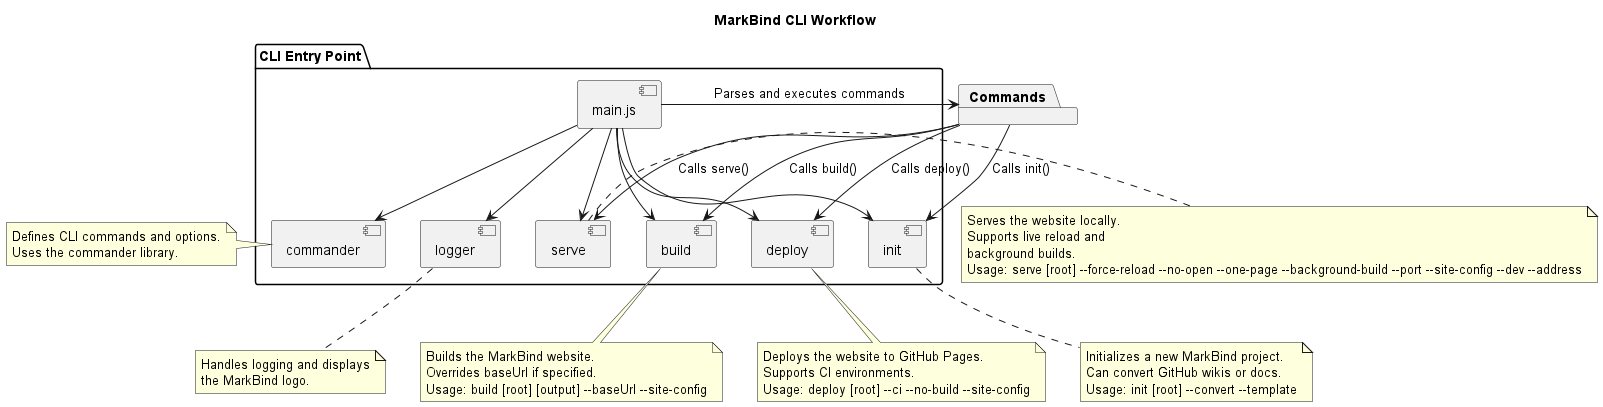 MarkBind CLI Workflow
CLI Entry Point
main.js
Parses and executes commands
Commands
Calls serve()
Calls build()
Calls deploy()
Calls init()
Defines CLI commands and options.
Uses the commander library.
commander
logger
serve
build
deploy
init
Serves the website locally.
Supports live reload and
background builds.
Usage: serve [root] --force-reload --no-open --one-page --background-build --port --site-config --dev --address
Handles logging and displays
the MarkBind logo.
Builds the MarkBind website.
Overrides baseUrl if specified.
Usage: build [root] [output] --baseUrl --site-config
Deploys the website to GitHub Pages.
Supports CI environments.
Usage: deploy [root] --ci --no-build --site-config
Initializes a new MarkBind project.
Can convert GitHub wikis or docs.
Usage: init [root] --convert --template